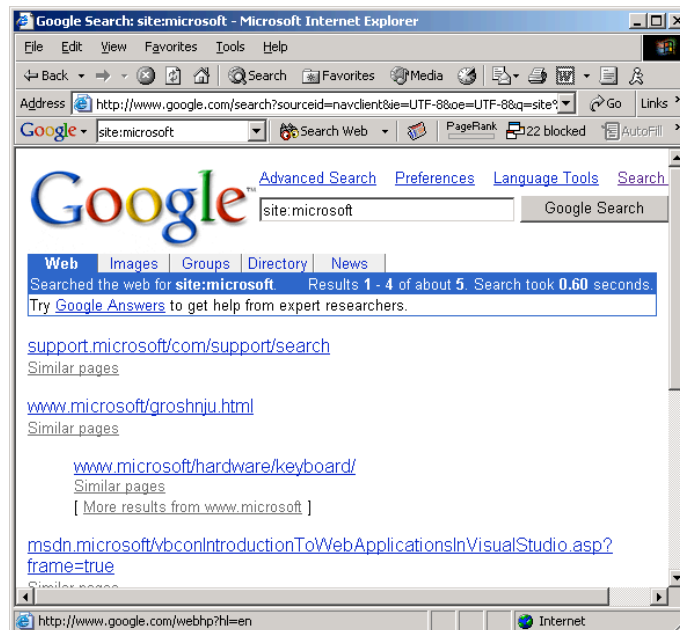 Google Search: site:microsoft - Microsoft Internet Explorer
File Edit View Favorites Tools Help
Back Search Favorites Media
Address http://www.google.com/search?sourceid=navclient&ie=UTF-8&oe=UTF-8&q=site% Go Links »
Google site:microsoft Search Web PageRank 22 blocked AutoFill »
Advanced Search Preferences Language Tools Search
Google™ site:microsoft Google Search
Web Images Groups Directory News
Searched the web for site:microsoft. Results 1 - 4 of about 5. Search took 0.60 seconds.
Try Google Answers to get help from expert researchers.
support.microsoft/com/support/search
Similar pages
www.microsoft/groshnju.html
Similar pages
www.microsoft/hardware/keyboard/
Similar pages
[ More results from www.microsoft ]
msdn.microsoft/vbconIntroductionToWebApplicationsInVisualStudio.asp?
frame=true
Similar pages
http://www.google.com/webhp?hl=en Internet